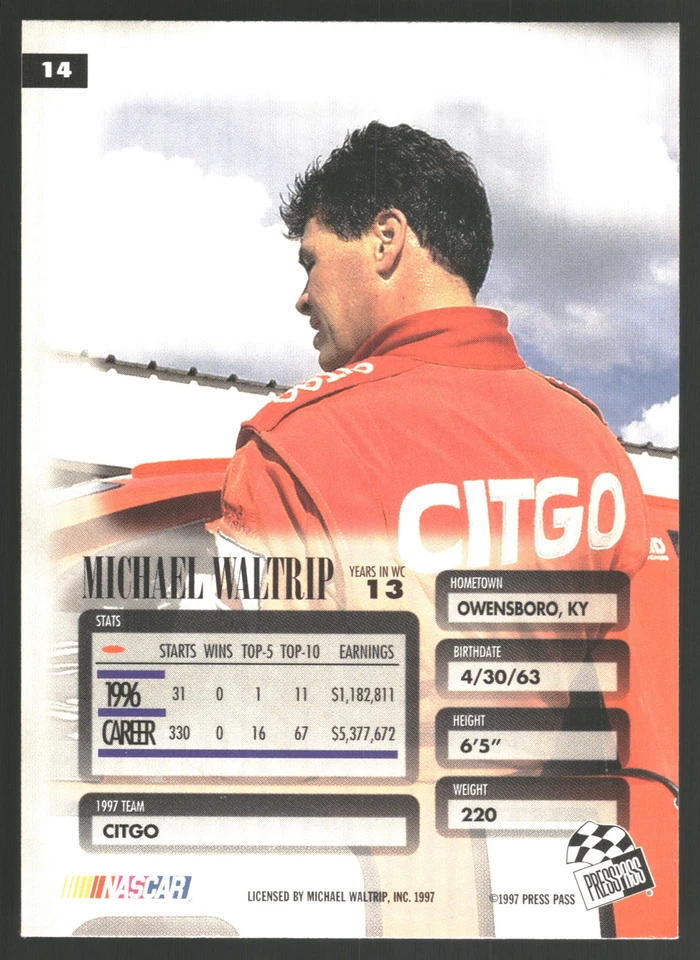 14
CITGO
CITGO
MICHAEL WALTRIP
YEARS IN WC
13
STATS
STARTS WINS TOP-5 TOP-10 EARNINGS
1996 31 0 1 11 $1,182,811
CAREER 330 0 16 67 $5,377,672
1997 TEAM
CITGO
HOMETOWN
OWENSBORO, KY
BIRTHDATE
4/30/63
HEIGHT
6'5"
WEIGHT
220
NASCAR
LICENSED BY MICHAEL WALTRIP, INC. 1997
©1997 PRESS PASS
PRESS PASS